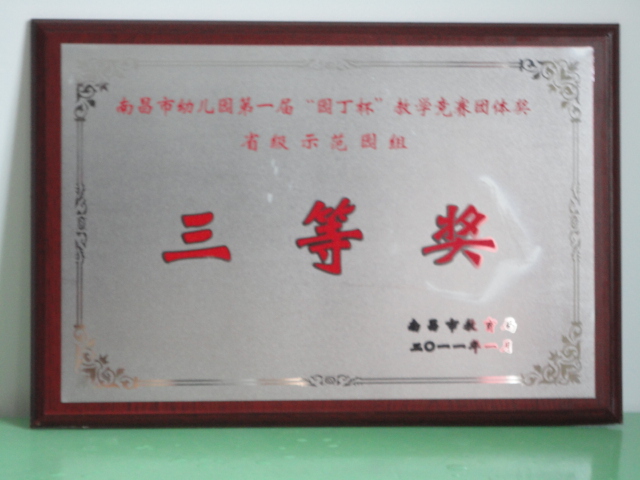 南昌市幼儿园第一届“园丁杯”教学竞赛团体奖
省级示范园组
三等奖
南昌市教育局
二〇一一年一月